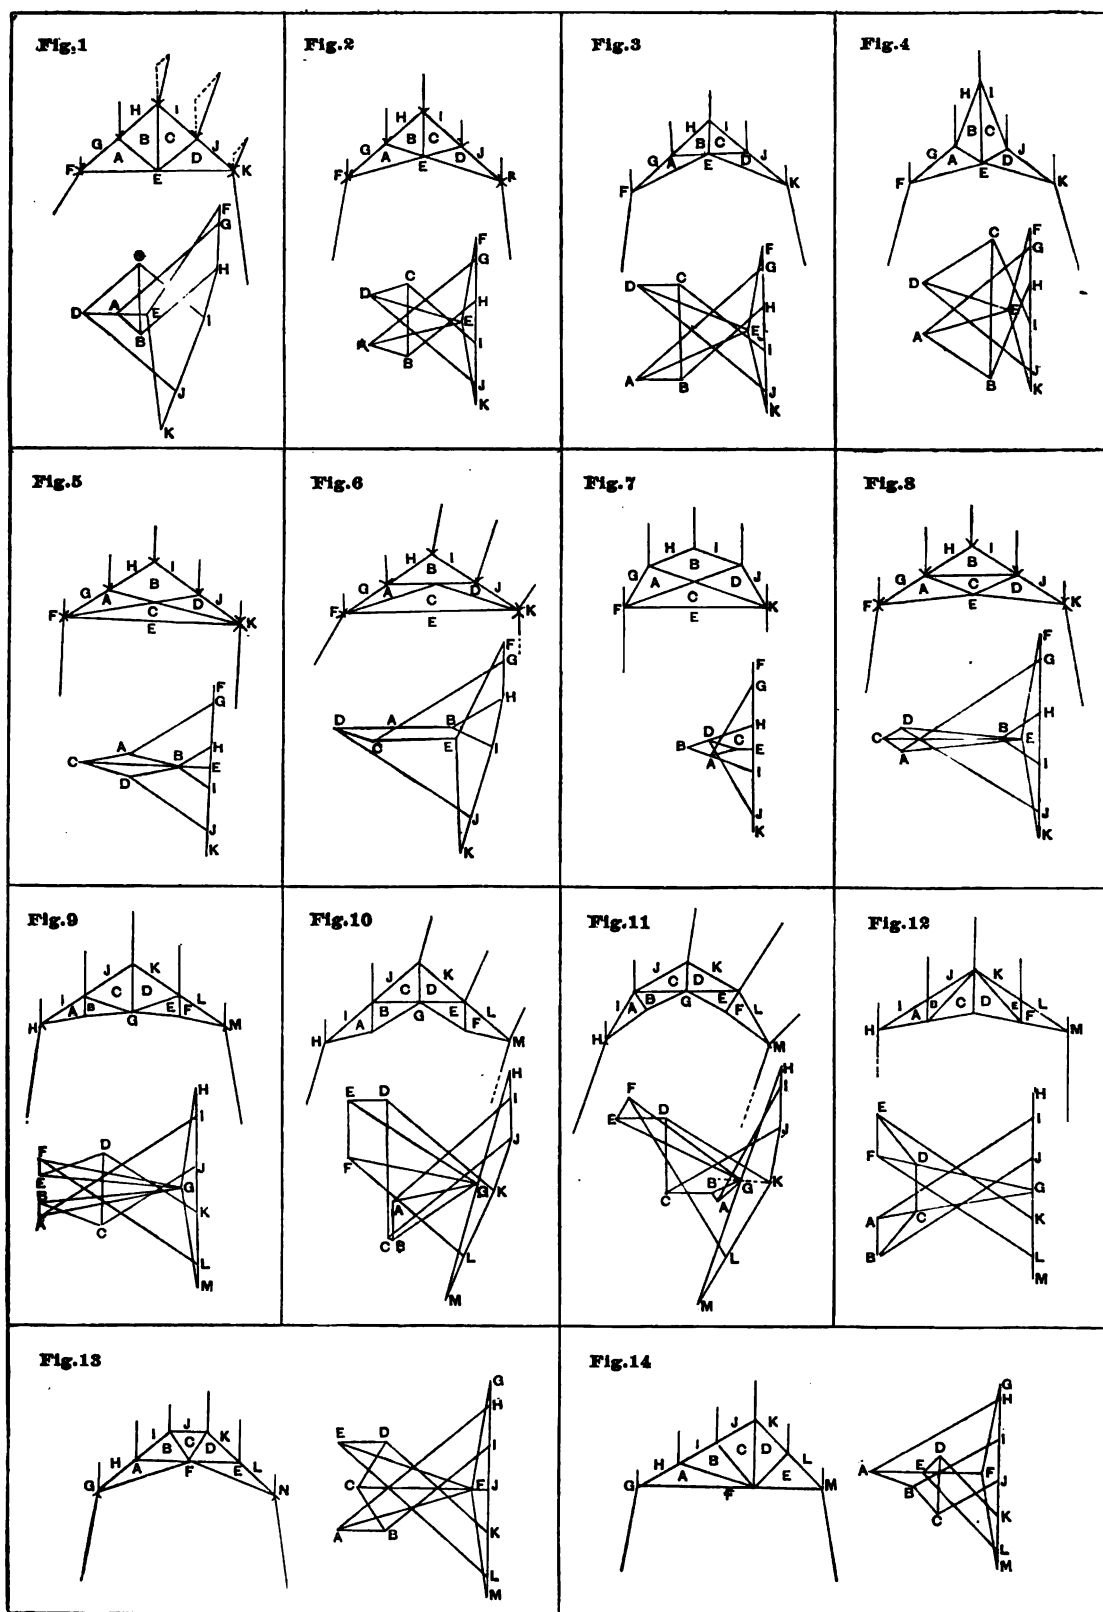 Fig.1
H I
G B C
F A D J K
E
F
G
H
D A E I
B
J
K
Fig.2
H I
G B C
F A E D J
F
G
C
D H
E
A I
B
J
K
Fig.3
H I
G B C
A E D J
F K
F
G
D C
H
E
I
A B
J
K
Fig.4
H I
B C
G A D J
F E K
C F
G
D H
E
A I
B J
K
Fig.5
H I
G B
A D J
F C K
E
F
G
A H
C B E
D I
J
K
Fig.6
H I
G B
F C D J K
E
F
G
D A B H
C E I
J
K
Fig.7
H I
B
G A D J
F C K
E
F
G
D H
B C E
A I
J
K
Fig.8
H I
B
G A D J
F C K
E
F
G
D H
C B E
A I
J
K
Fig.9
J K
C D
I A B E L
H G F M
H
I
D
F J
E G
B K
A C
L
M
Fig.10
J K
C D
I B E L
H A G F M
H
E D I
J
F
G K
A
C B L
M
Fig.11
J K
C D
I A B G E F L
H M
H
F I
E D J
B G K
C A
L
M
Fig.12
J K
C D
I A B E L
H F M
H
E I
F D J
G
A C K
B L
M
Fig.13
J
I B C D K
H A F E L
G N
G
H
E D I
C F J
A B K
L
M
Fig.14
J K
I B C D L
G A E M
F
G
H
D I
A E F
B J
C K
L
M